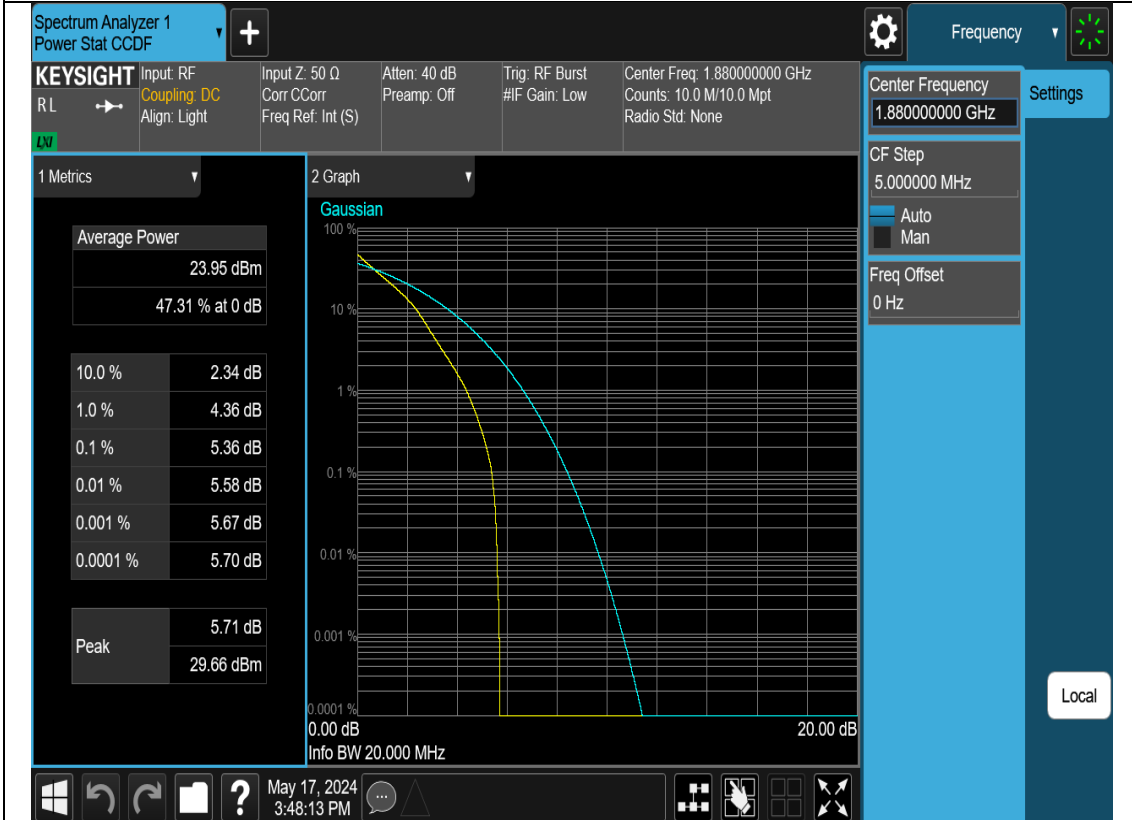 Spectrum Analyzer 1
Power Stat CCDF
+
Frequency
KEYSIGHT
RL
LXI
Input: RF
Coupling: DC
Align: Light
Input Z: 50 Ω
Corr CCorr
Freq Ref: Int (S)
Atten: 40 dB
Preamp: Off
Trig: RF Burst
#IF Gain: Low
Center Freq: 1.880000000 GHz
Counts: 10.0 M/10.0 Mpt
Radio Std: None
Center Frequency
1.880000000 GHz
Settings
CF Step
5.000000 MHz
Auto
Man
Freq Offset
0 Hz
1 Metrics
Average Power
23.95 dBm
47.31 % at 0 dB
10.0 % 2.34 dB
1.0 % 4.36 dB
0.1 % 5.36 dB
0.01 % 5.58 dB
0.001 % 5.67 dB
0.0001 % 5.70 dB
Peak
5.71 dB
29.66 dBm
2 Graph
Gaussian
100 %
10 %
1 %
0.1 %
0.01 %
0.001 %
0.0001 %
0.00 dB 20.00 dB
Info BW 20.000 MHz
Local
?
May 17, 2024
3:48:13 PM